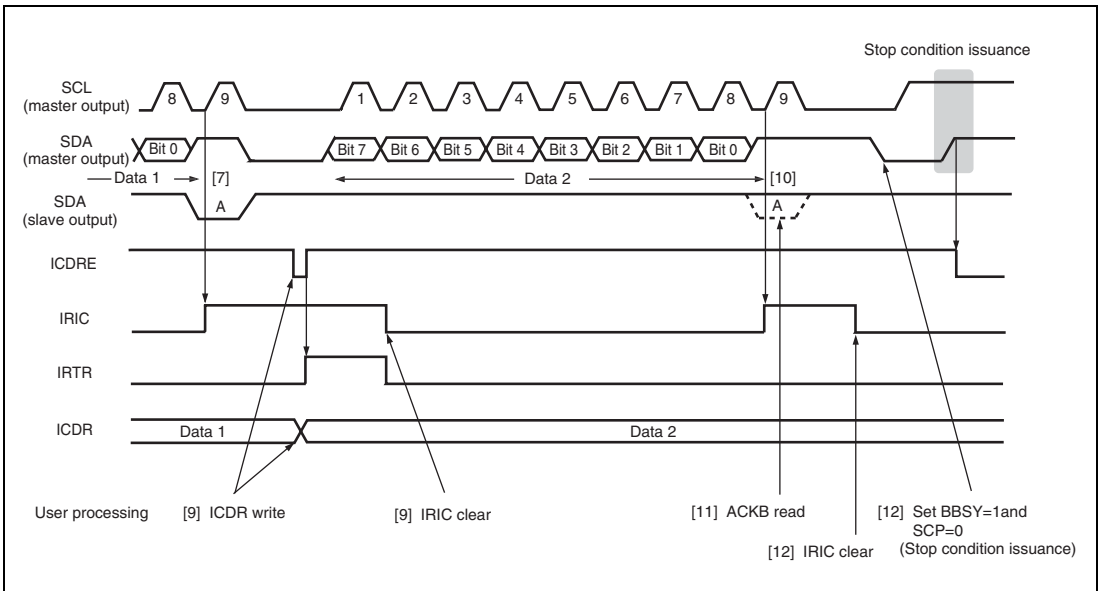 Stop condition issuance
SCL
(master output)
8 9 1 2 3 4 5 6 7 8 9
SDA
(master output)
Bit 0 Bit 7 Bit 6 Bit 5 Bit 4 Bit 3 Bit 2 Bit 1 Bit 0
Data 1 [7] Data 2 [10]
SDA
(slave output)
A A
ICDRE
IRIC
IRTR
ICDR
Data 1 Data 2
User processing [9] ICDR write [9] IRIC clear [11] ACKB read [12] Set BBSY=1and
SCP=0
[12] IRIC clear (Stop condition issuance)